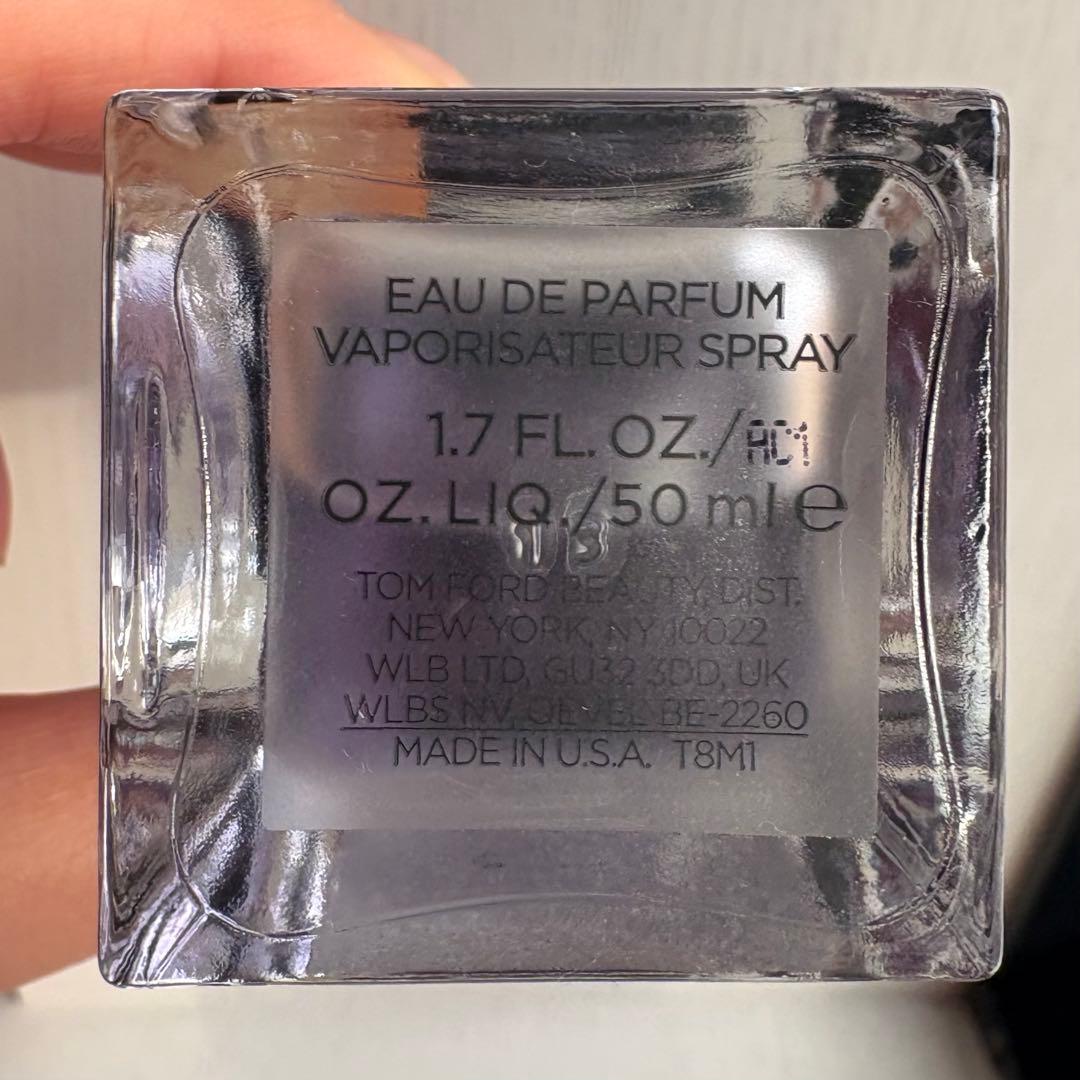 EAU DE PARFUM
VAPORISATEUR SPRAY
1.7 FL. OZ./ AC1
OZ. LIQ./50 ml e
TOM FORD BEAUTY, DIST.
NEW YORK, NY 10022
WLB LTD, GU32 3DD, UK
WLBS NV, OEVEL BE-2260
MADE IN U.S.A. T8M1